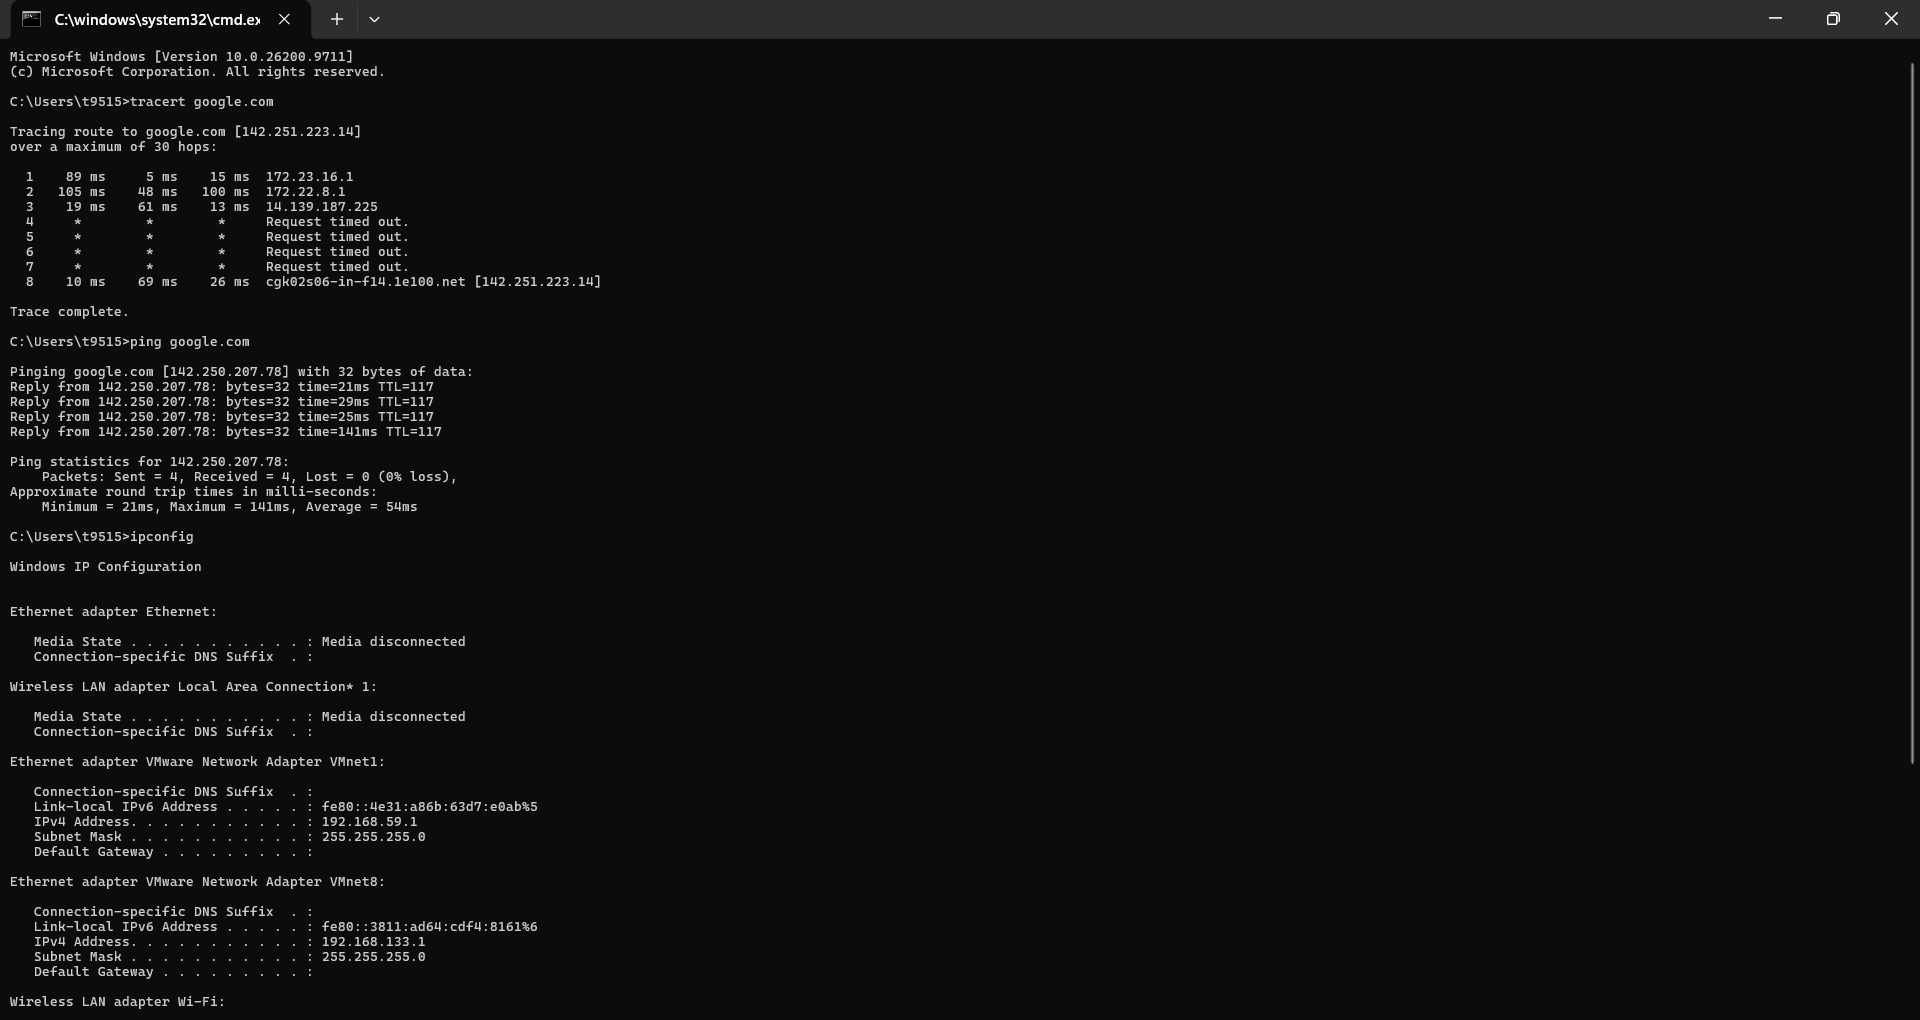 C:\windows\system32\cmd.ex
Microsoft Windows [Version 10.0.26200.9711]
(c) Microsoft Corporation. All rights reserved.
C:\Users\t9515>tracert google.com
Tracing route to google.com [142.251.223.14]
over a maximum of 30 hops:
  1    89 ms     5 ms    15 ms  172.23.16.1
  2   105 ms    48 ms   100 ms  172.22.8.1
  3    19 ms    61 ms    13 ms  14.139.187.225
  4     *        *        *     Request timed out.
  5     *        *        *     Request timed out.
  6     *        *        *     Request timed out.
  7     *        *        *     Request timed out.
  8    10 ms    69 ms    26 ms  cgk02s06-in-f14.1e100.net [142.251.223.14]
Trace complete.
C:\Users\t9515>ping google.com
Pinging google.com [142.250.207.78] with 32 bytes of data:
Reply from 142.250.207.78: bytes=32 time=21ms TTL=117
Reply from 142.250.207.78: bytes=32 time=29ms TTL=117
Reply from 142.250.207.78: bytes=32 time=25ms TTL=117
Reply from 142.250.207.78: bytes=32 time=141ms TTL=117
Ping statistics for 142.250.207.78:
    Packets: Sent = 4, Received = 4, Lost = 0 (0% loss),
Approximate round trip times in milli-seconds:
    Minimum = 21ms, Maximum = 141ms, Average = 54ms
C:\Users\t9515>ipconfig
Windows IP Configuration
Ethernet adapter Ethernet:
   Media State . . . . . . . . . . . : Media disconnected
   Connection-specific DNS Suffix  . :
Wireless LAN adapter Local Area Connection* 1:
   Media State . . . . . . . . . . . : Media disconnected
   Connection-specific DNS Suffix  . :
Ethernet adapter VMware Network Adapter VMnet1:
   Connection-specific DNS Suffix  . :
   Link-local IPv6 Address . . . . . : fe80::4e31:a86b:63d7:e0ab%5
   IPv4 Address. . . . . . . . . . . : 192.168.59.1
   Subnet Mask . . . . . . . . . . . : 255.255.255.0
   Default Gateway . . . . . . . . . :
Ethernet adapter VMware Network Adapter VMnet8:
   Connection-specific DNS Suffix  . :
   Link-local IPv6 Address . . . . . : fe80::3811:ad64:cdf4:8161%6
   IPv4 Address. . . . . . . . . . . : 192.168.133.1
   Subnet Mask . . . . . . . . . . . : 255.255.255.0
   Default Gateway . . . . . . . . . :
Wireless LAN adapter Wi-Fi: